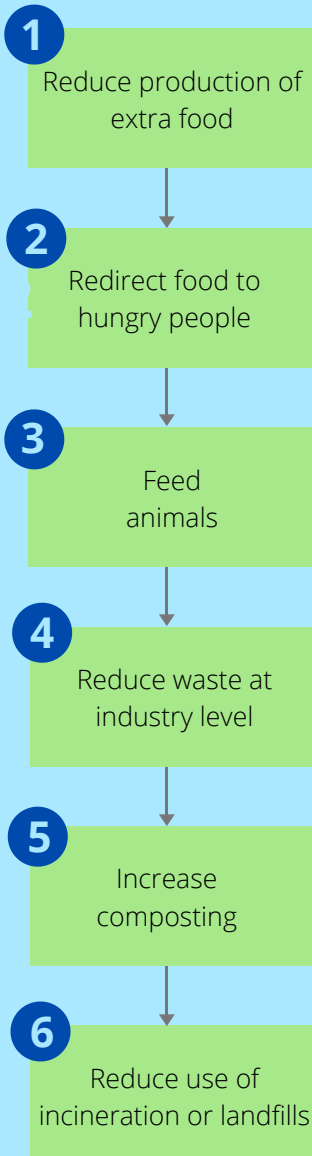 1
Reduce production of
extra food
2
Redirect food to
hungry people
3
Feed
animals
4
Reduce waste at
industry level
5
Increase
composting
6
Reduce use of
incineration or landfills